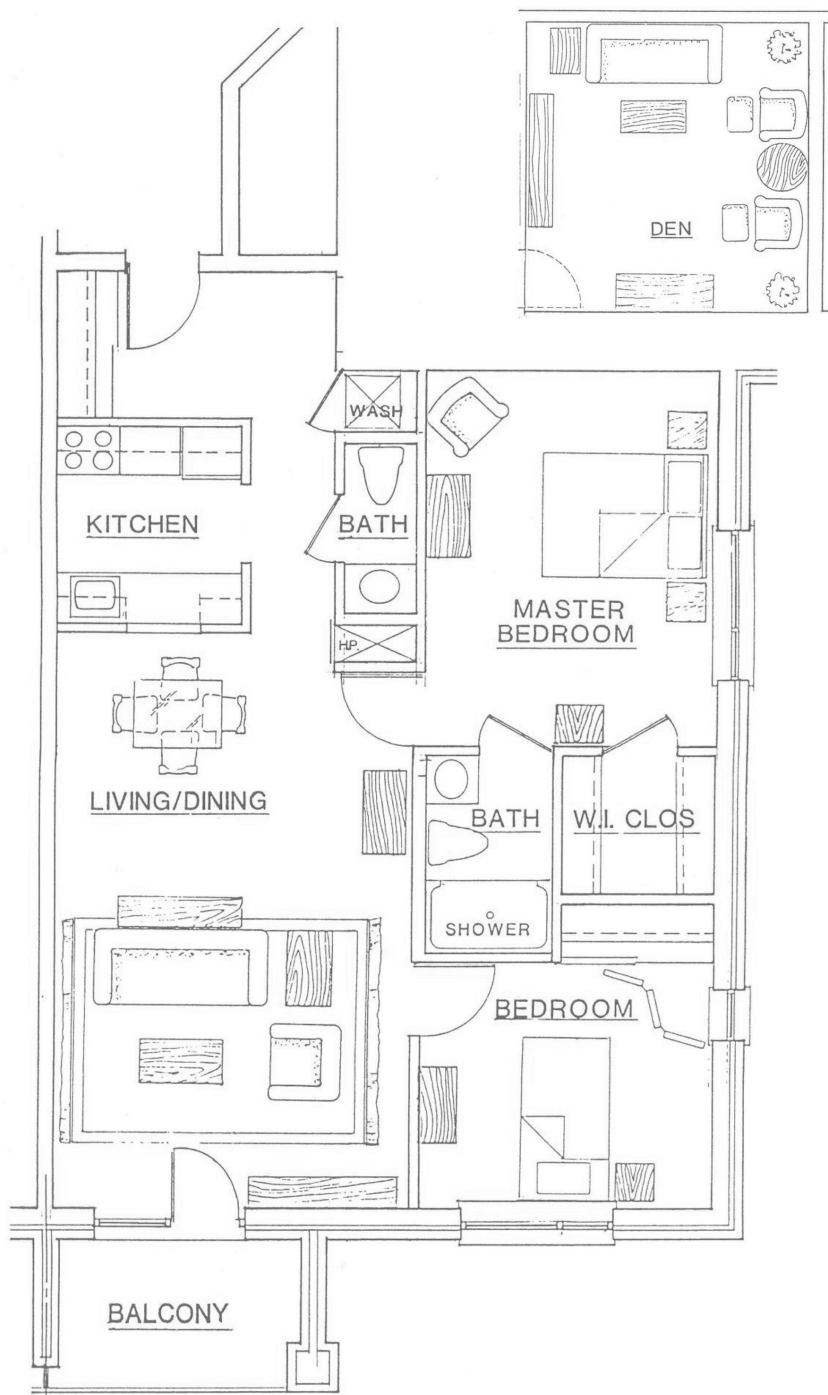 DEN
WASH
KITCHEN
BATH
MASTER
BEDROOM
H.P.
LIVING/DINING
BATH
W.I. CLOS
SHOWER
BEDROOM
BALCONY